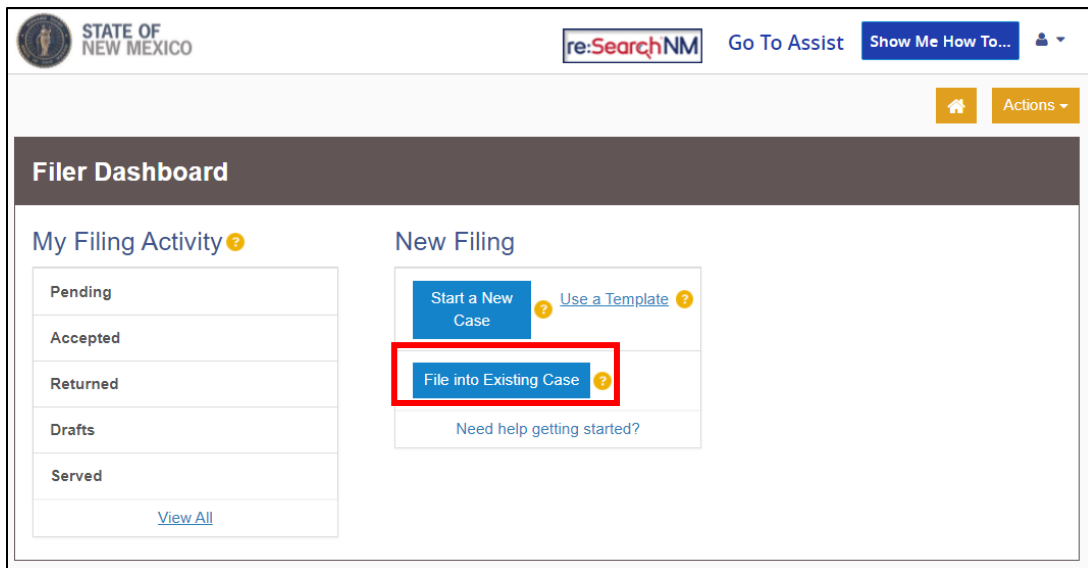 STATE OF
NEW MEXICO
re:SearchNM
Go To Assist
Show Me How To...
Actions
Filer Dashboard
My Filing Activity ?
Pending
Accepted
Returned
Drafts
Served
View All
New Filing
Start a New
Case
?
Use a Template ?
File into Existing Case ?
Need help getting started?